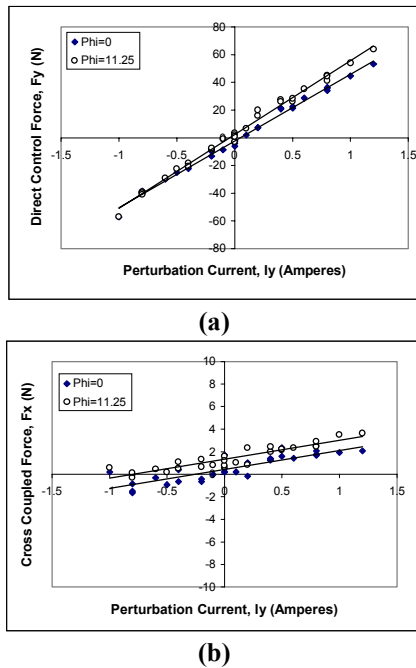 80
60
40
20
0
-20
-40
-60
-80
-1.5 -1 -0.5 0 0.5 1 1.5
Phi=0
Phi=11.25
Direct Control Force, Fy (N)
Perturbation Current, Iy (Amperes)
(a)
10
8
6
4
2
0
-2
-4
-6
-8
-10
-1.5 -1 -0.5 0 0.5 1 1.5
Phi=0
Phi=11.25
Cross Coupled Force, Fx (N)
Perturbation Current, Iy (Amperes)
(b)